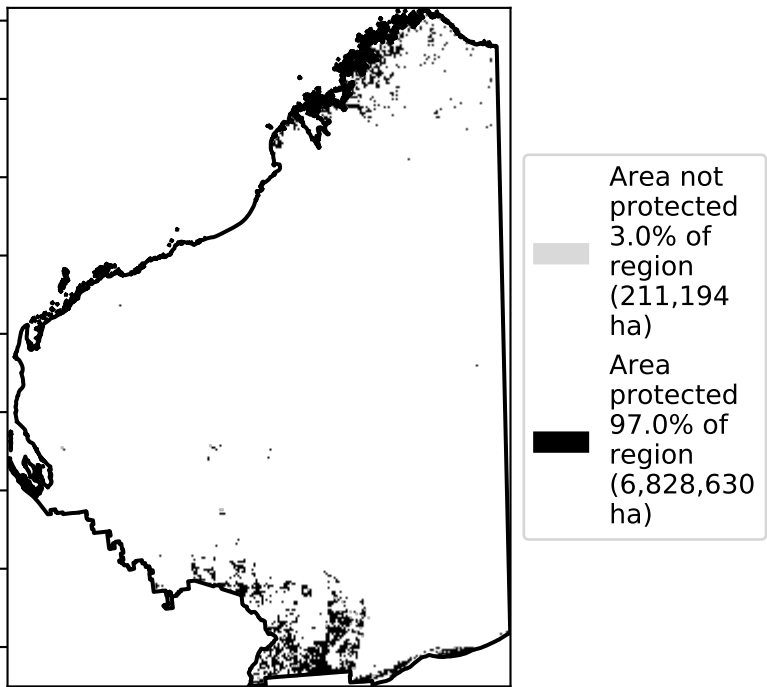 Area not
protected
3.0% of
region
(211,194
ha)
Area
protected
97.0% of
region
(6,828,630
ha)